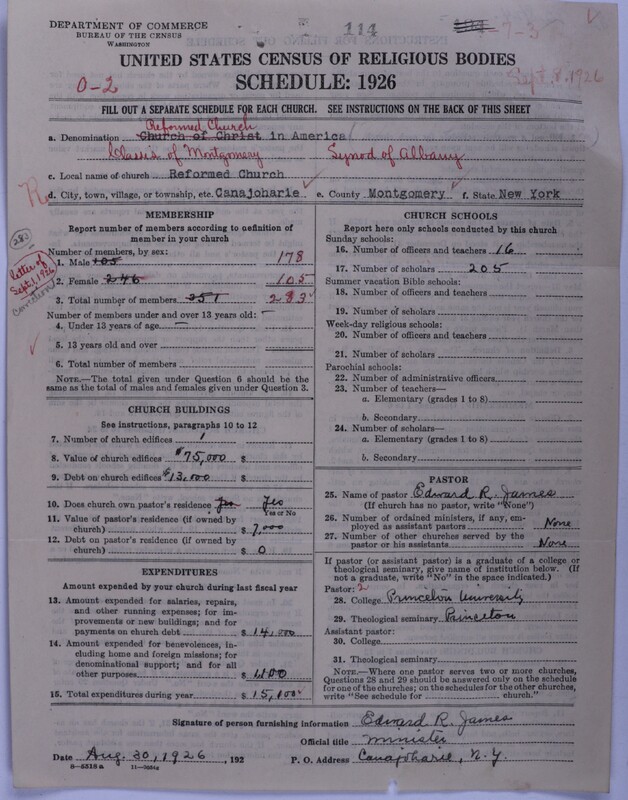 DEPARTMENT OF COMMERCE
BUREAU OF THE CENSUS
WASHINGTON
114
7-3
Sept. 8, 1926
UNITED STATES CENSUS OF RELIGIOUS BODIES
SCHEDULE: 1926
0-2
FILL OUT A SEPARATE SCHEDULE FOR EACH CHURCH. SEE INSTRUCTIONS ON THE BACK OF THIS SHEET
Reformed Church
a. Denomination Church of Christ in America
Classis of Montgomery Synod of Albany
c. Local name of church Reformed Church
R
d. City, town, village, or township, etc. Canajoharie e. County Montgomery f. State New York
MEMBERSHIP
Report number of members according to definition of
member in your church
283
letter of
Sept. 1, 1926
Number of members, by sex:
1. Male 105 178
2. Female 246 105
3. Total number of members 351 283
Number of members under and over 13 years old: —
4. Under 13 years of age —
5. 13 years old and over
6. Total number of members
NOTE.—The total given under Question 6 should be the
same as the total of males and females given under Question 3.
CHURCH BUILDINGS
See instructions, paragraphs 10 to 12
7. Number of church edifices 1
8. Value of church edifices $75,000 $
9. Debt on church edifices $13,000 $
10. Does church own pastor's residence Yes Yes
Yes or No
11. Value of pastor's residence (if owned by
church) $ 7,000
12. Debt on pastor's residence (if owned by
church) $ 0
EXPENDITURES
Amount expended by your church during last fiscal year
13. Amount expended for salaries, repairs,
and other running expenses; for im-
provements or new buildings; and for
payments on church debt $ 14,000
14. Amount expended for benevolences, in-
cluding home and foreign missions; for
denominational support; and for all
other purposes $ 1,100
15. Total expenditures during year $ 15,100
CHURCH SCHOOLS
Report here only schools conducted by this church
Sunday schools:
16. Number of officers and teachers 16
17. Number of scholars 205
Summer vacation Bible schools:
18. Number of officers and teachers
19. Number of scholars
Week-day religious schools:
20. Number of officers and teachers
21. Number of scholars
Parochial schools:
22. Number of administrative officers
23. Number of teachers—
a. Elementary (grades 1 to 8)
b. Secondary
24. Number of scholars—
a. Elementary (grades 1 to 8)
b. Secondary
PASTOR
25. Name of pastor Edward R. James
(If church has no pastor, write "None")
26. Number of ordained ministers, if any, em-
ployed as assistant pastors None
27. Number of other churches served by the
pastor or his assistants None
If pastor (or assistant pastor) is a graduate of a college or
theological seminary, give name of institution below. (If
not a graduate, write "No" in the space indicated.)
Pastor: 2
28. College Princeton University
29. Theological seminary Princeton
Assistant pastor:
30. College
31. Theological seminary
NOTE.—Where one pastor serves two or more churches,
Questions 28 and 29 should be answered only on the schedule
for one of the churches; on the schedules for the other churches,
write "See schedule for church."
Signature of person furnishing information Edward R. James
Official title minister
Date Aug. 30, 1926, 192 P. O. Address Canajoharie, N. Y.
8-5518 a